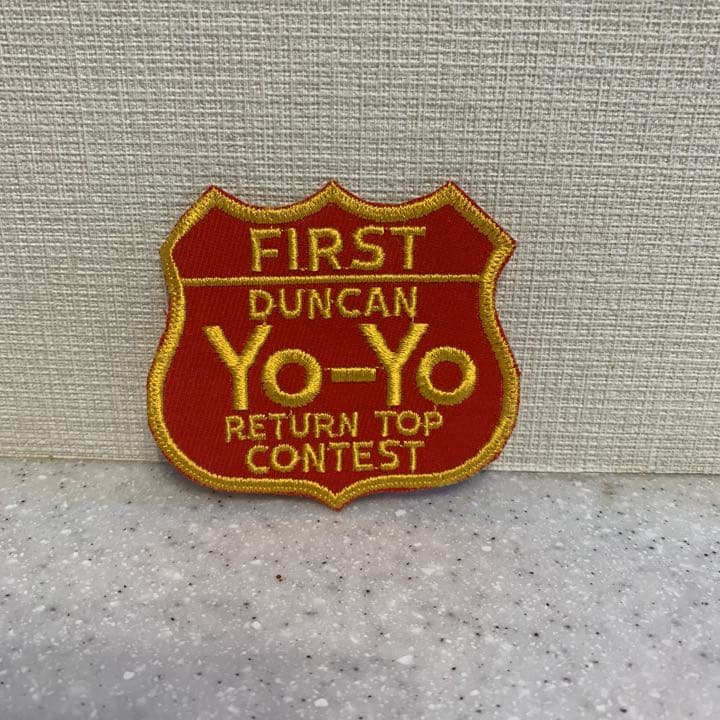 FIRST
DUNCAN
Yo-Yo
RETURN TOP
CONTEST